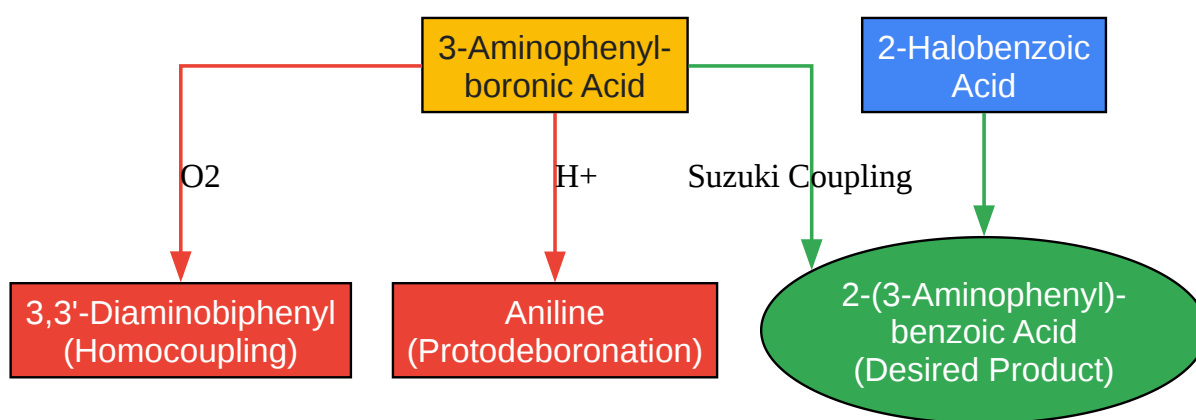 3-Aminophenyl-
boronic Acid
2-Halobenzoic
Acid
O2
H+
Suzuki Coupling
3,3'-Diaminobiphenyl
(Homocoupling)
Aniline
(Protodeboronation)
2-(3-Aminophenyl)-
benzoic Acid
(Desired Product)